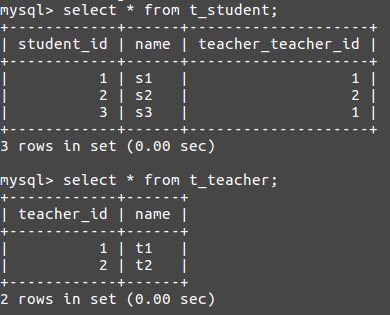 mysql> select * from t_student;
+------------+------+--------------------+
| student_id | name | teacher_teacher_id |
+------------+------+--------------------+
|          1 | s1   |                  1 |
|          2 | s2   |                  2 |
|          3 | s3   |                  1 |
+------------+------+--------------------+
3 rows in set (0.00 sec)

mysql> select * from t_teacher;
+------------+------+
| teacher_id | name |
+------------+------+
|          1 | t1   |
|          2 | t2   |
+------------+------+
2 rows in set (0.00 sec)